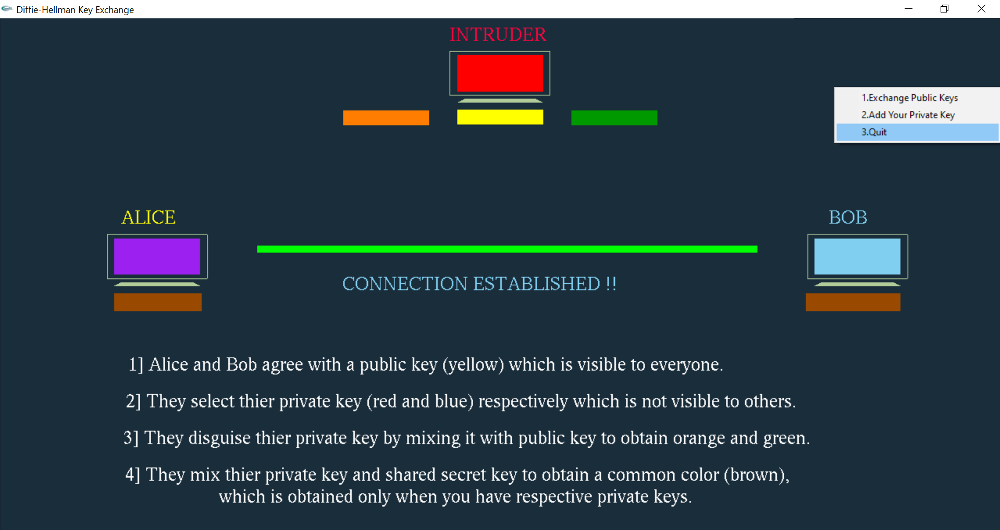 Diffie-Hellman Key Exchange
INTRUDER
1.Exchange Public Keys
2.Add Your Private Key
3.Quit
ALICE
BOB
CONNECTION ESTABLISHED !!
1] Alice and Bob agree with a public key (yellow) which is visible to everyone.
2] They select thier private key (red and blue) respectively which is not visible to others.
3] They disguise thier private key by mixing it with public key to obtain orange and green.
4] They mix thier private key and shared secret key to obtain a common color (brown),
which is obtained only when you have respective private keys.